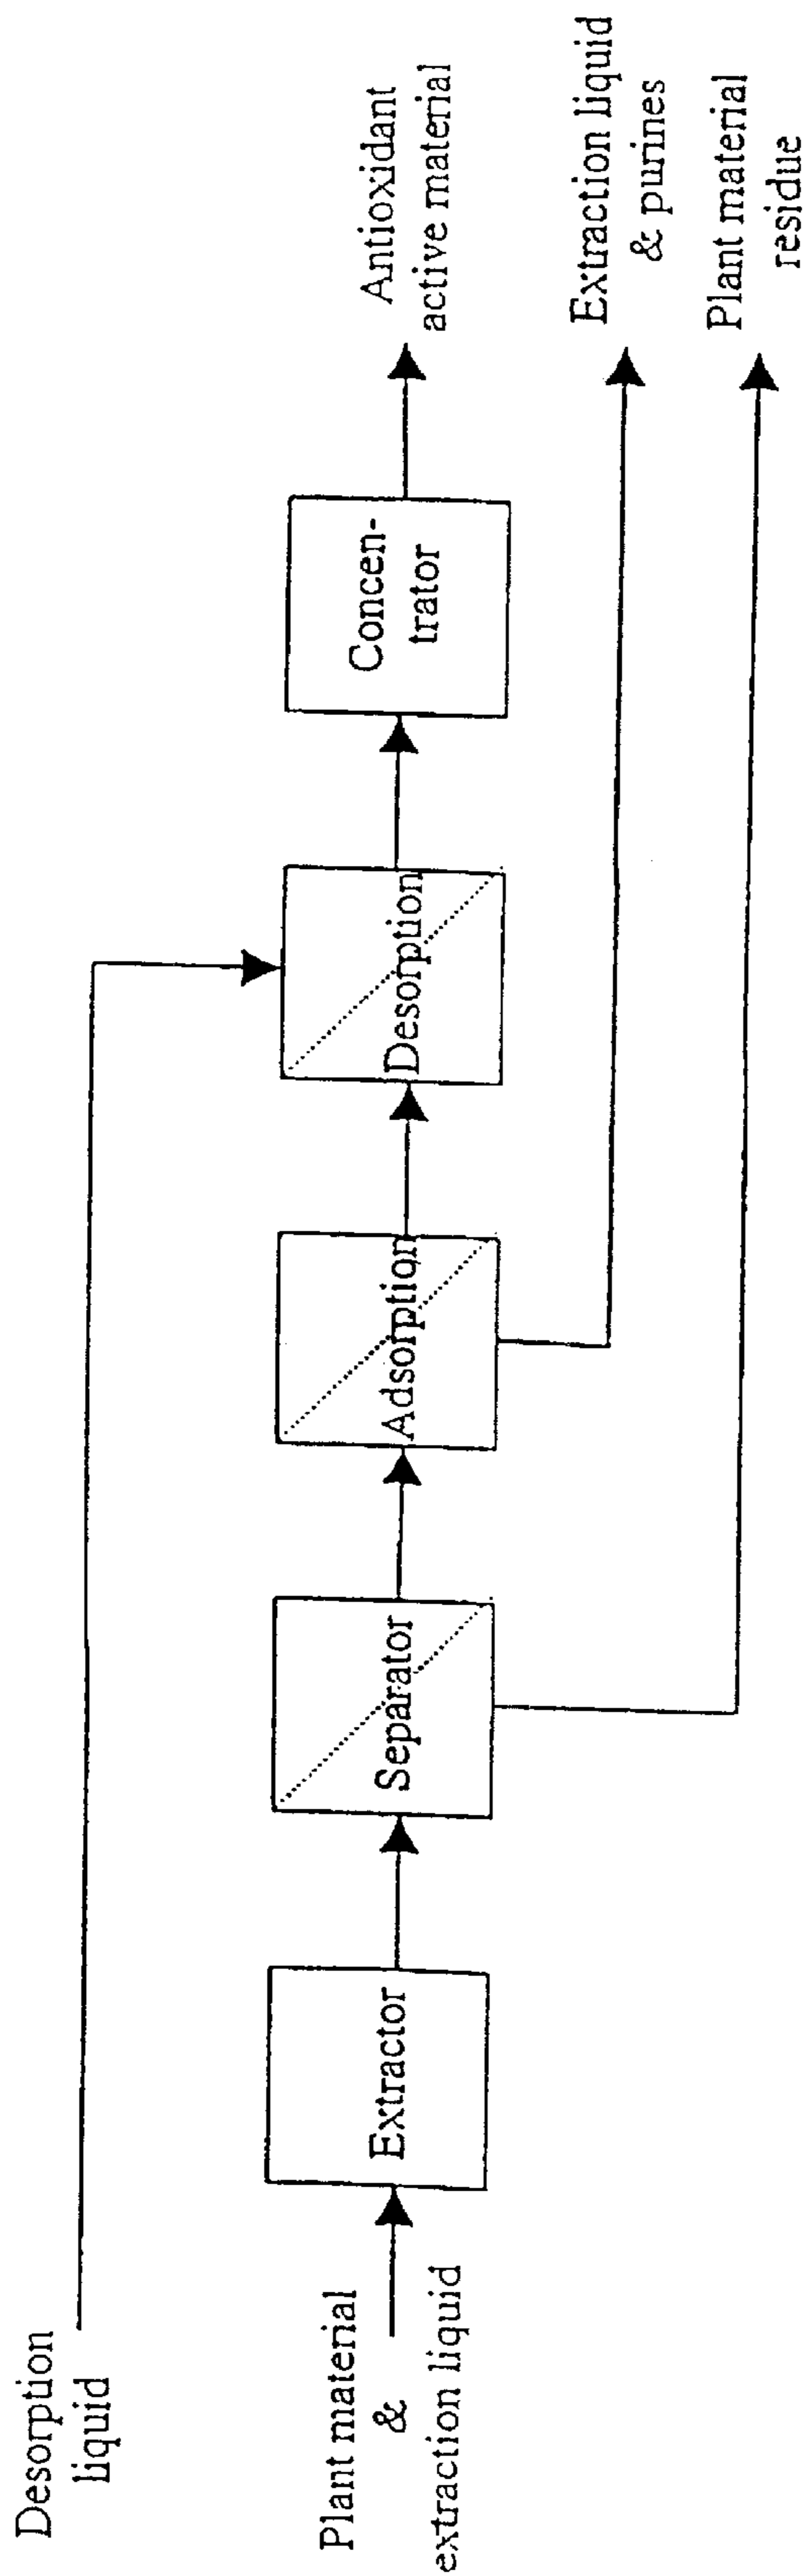 Desorption
liquid
Plant material
&
extraction liquid
Extractor
Separator
Adsorption
Desorption
Concen-
trator
Antioxidant
active material
Extraction liquid
& purines
Plant material
residue